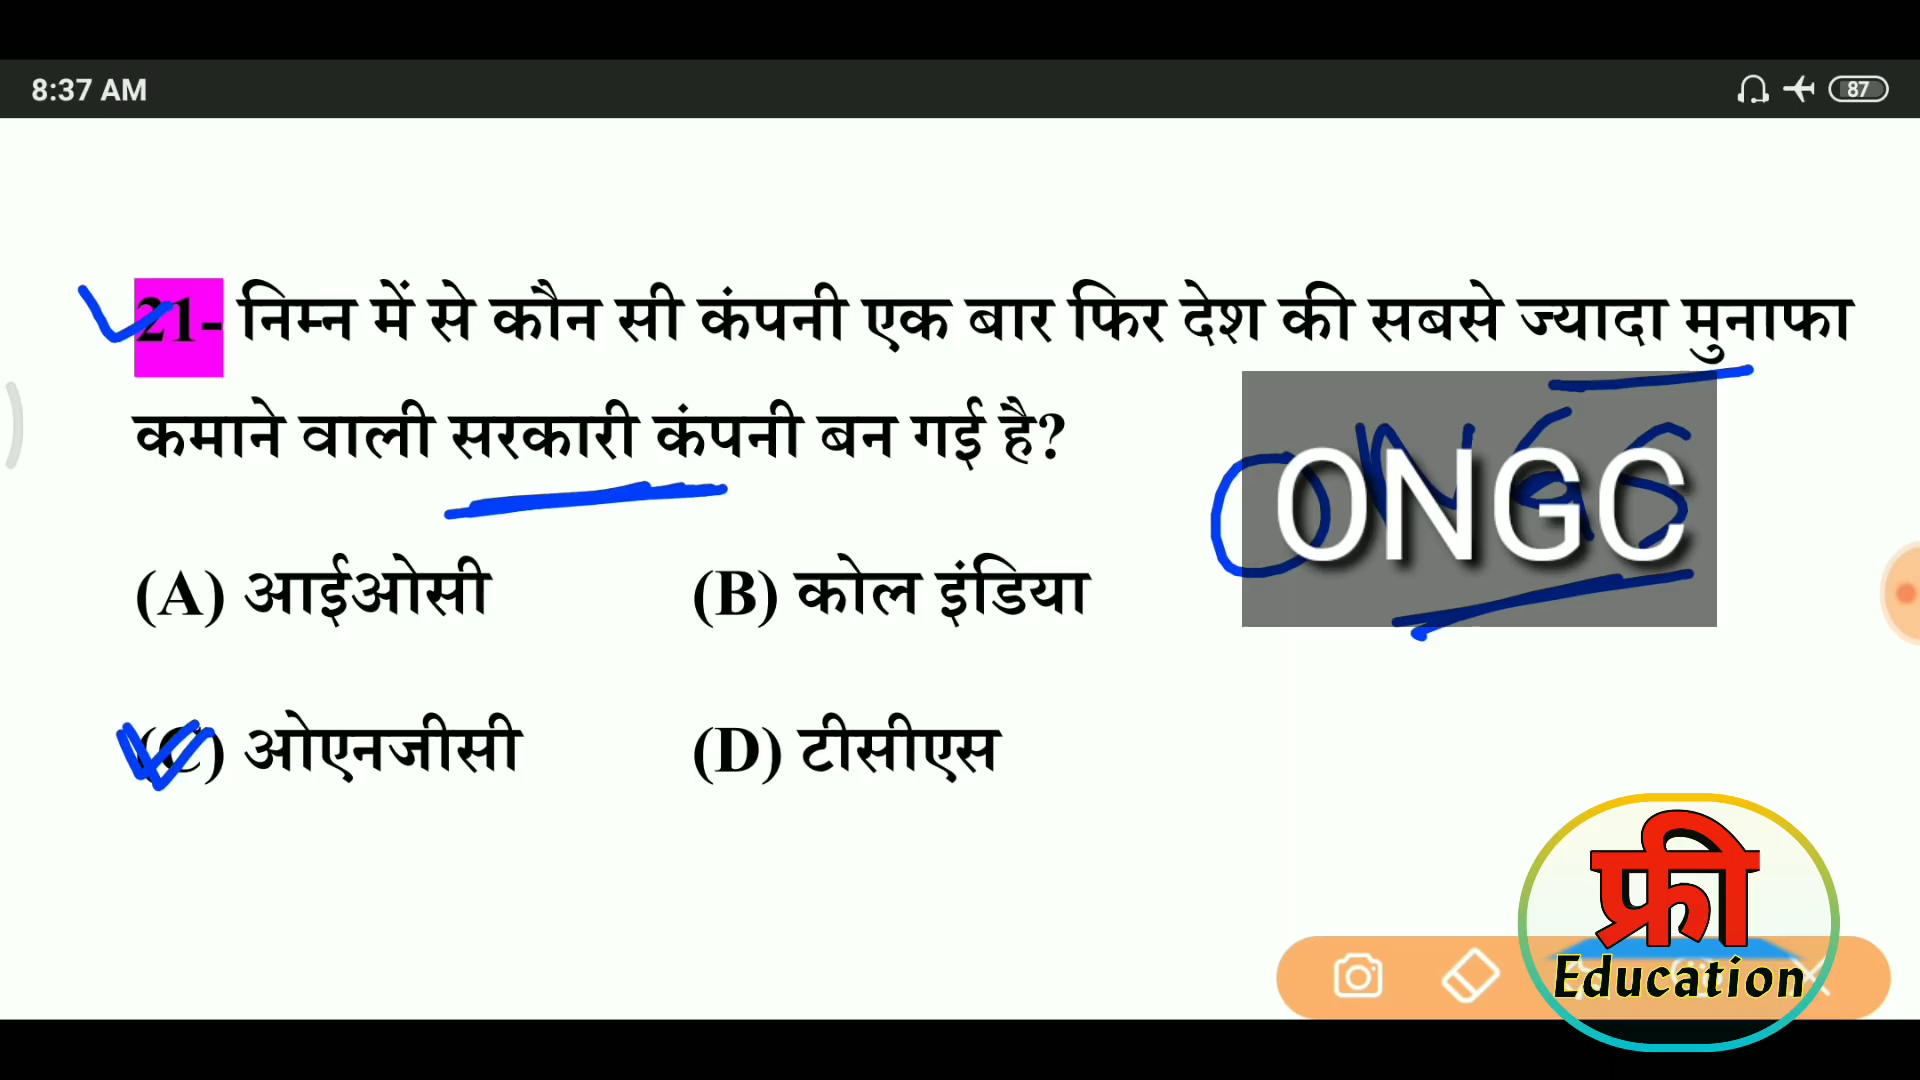 8:37 AM
87
21- निम्न में से कौन सी कंपनी एक बार फिर देश की सबसे ज्यादा मुनाफा
कमाने वाली सरकारी कंपनी बन गई है?
ONGC
(A) आईओसी (B) कोल इंडिया
(C) ओएनजीसी (D) टीसीएस
फ्री
Education